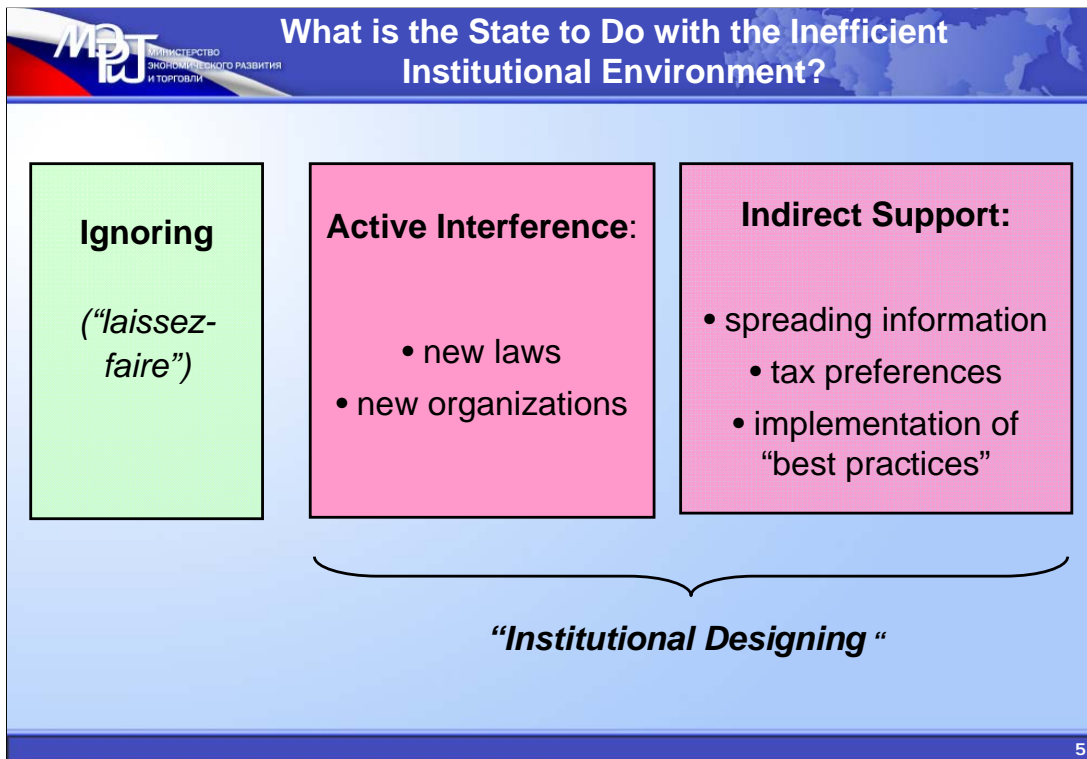 What is the State to Do with the Inefficient
Institutional Environment?
МЭРиТ
МИНИСТЕРСТВО
ЭКОНОМИЧЕСКОГО РАЗВИТИЯ
И ТОРГОВЛИ
Ignoring
(“laissez-
faire”)
Active Interference:
• new laws
• new organizations
Indirect Support:
• spreading information
• tax preferences
• implementation of
“best practices”
“Institutional Designing “
5